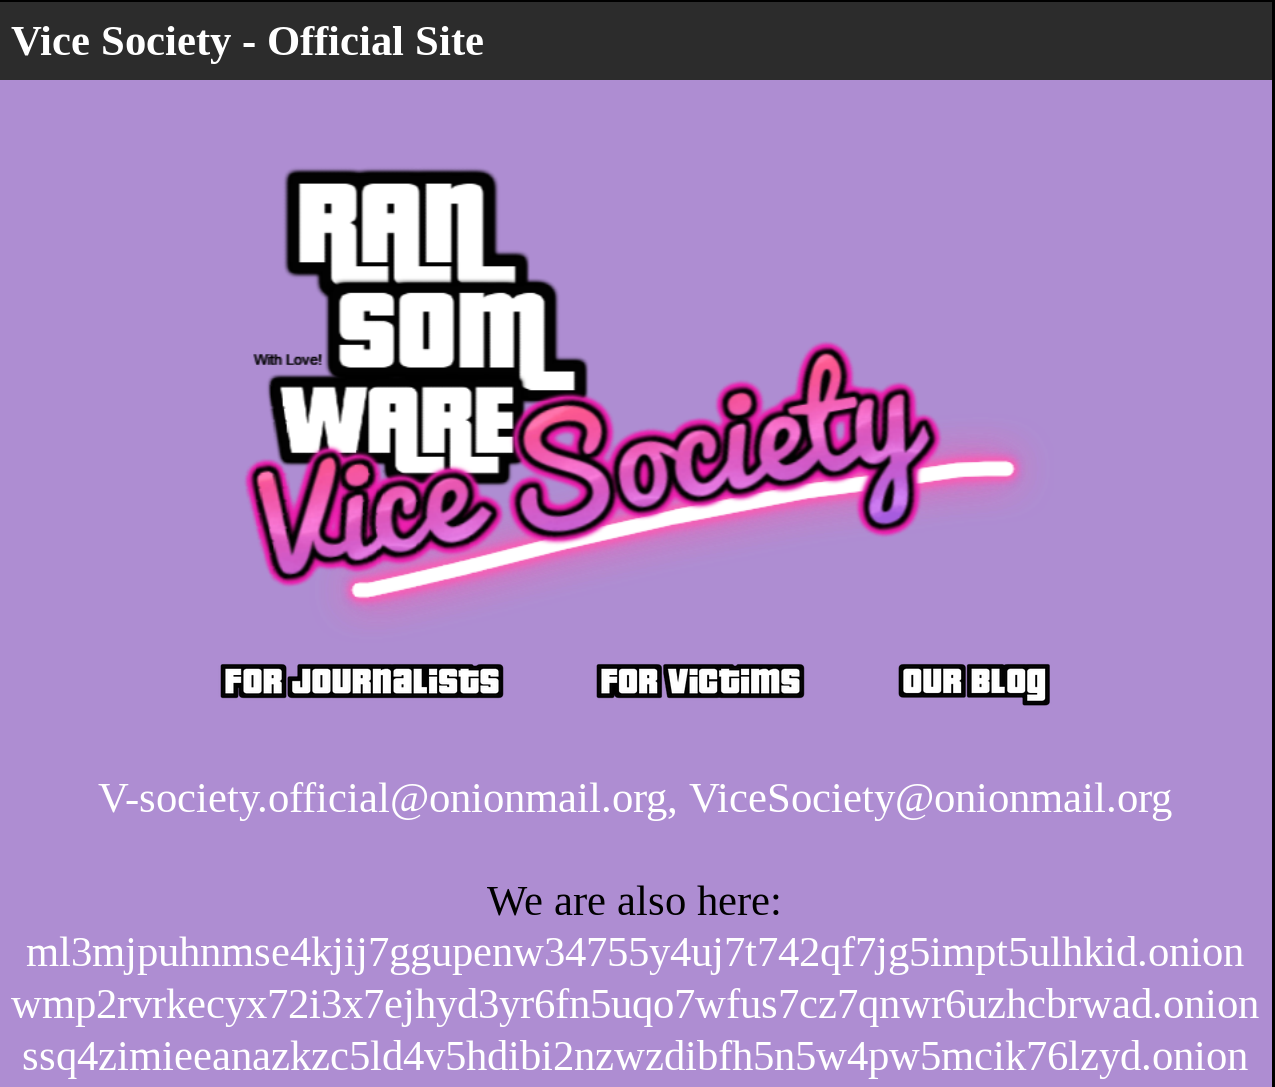 Vice Society - Official Site
RAN
SOM
With Love!
WARE
Vice Society
FOR JOURNALISTS FOR VICTIMS OUR BLOG
V-society.official@onionmail.org, ViceSociety@onionmail.org
We are also here:
ml3mjpuhnmse4kjij7ggupenw34755y4uj7t742qf7jg5impt5ulhkid.onion
wmp2rvrkecyx72i3x7ejhyd3yr6fn5uqo7wfus7cz7qnwr6uzhcbrwad.onion
ssq4zimieeanazkzc5ld4v5hdibi2nzwzdibfh5n5w4pw5mcik76lzyd.onion